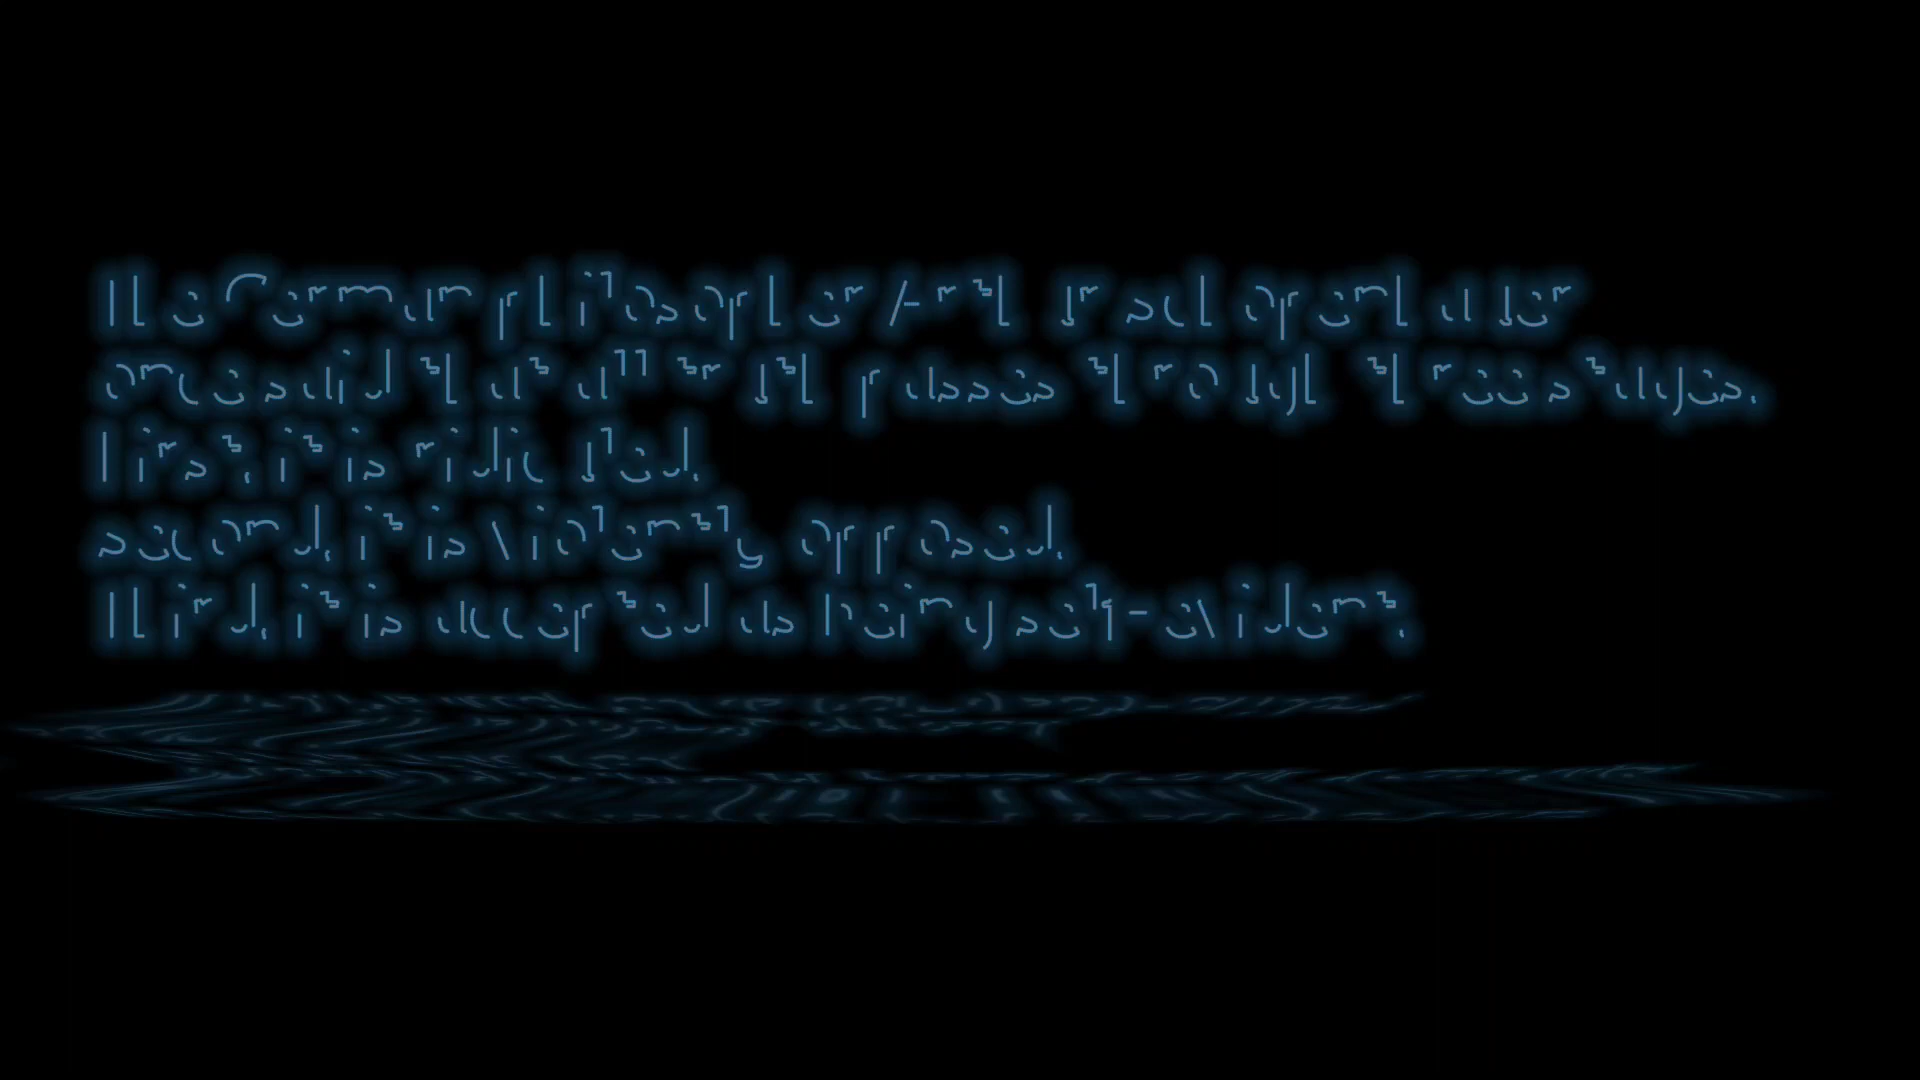 The German philosopher Arthur Schopenhauer
once said that all truth passes through three stages.
First, it is ridiculed.
Second, it is violently opposed.
Third, it is accepted as being self-evident.